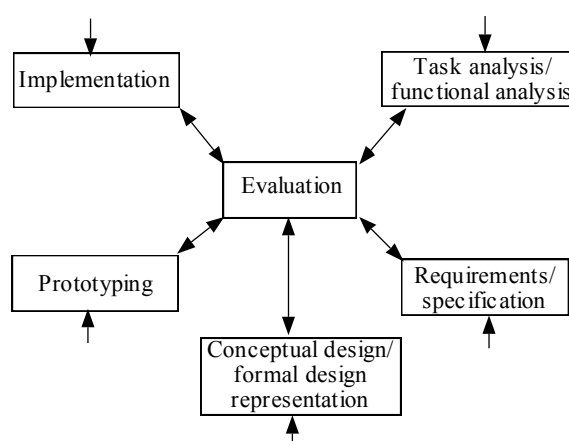 Implementation
Task analysis/
functional analysis
Evaluation
Prototyping
Requirements/
specification
Conceptual design/
formal design
representation